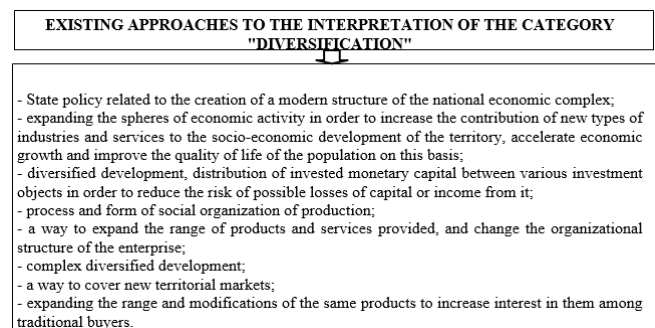 EXISTING APPROACHES TO THE INTERPRETATION OF THE CATEGORY
"DIVERSIFICATION"
- State policy related to the creation of a modern structure of the national economic complex;
- expanding the spheres of economic activity in order to increase the contribution of new types of
industries and services to the socio-economic development of the territory, accelerate economic
growth and improve the quality of life of the population on this basis;
- diversified development, distribution of invested monetary capital between various investment
objects in order to reduce the risk of possible losses of capital or income from it;
- process and form of social organization of production;
- a way to expand the range of products and services provided, and change the organizational
structure of the enterprise;
- complex diversified development;
- a way to cover new territorial markets;
- expanding the range and modifications of the same products to increase interest in them among
traditional buyers.